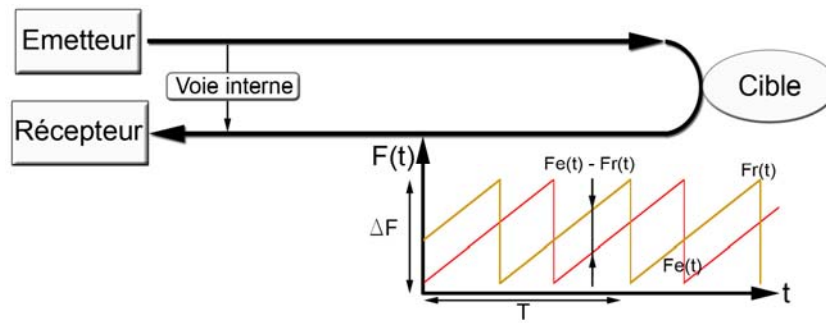 Emetteur
Voie interne
Cible
Récepteur
F(t)
Fe(t) - Fr(t)
Fr(t)
ΔF
Fe(t)
t
T